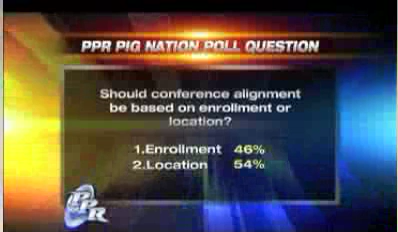 PPR PIG NATION POLL QUESTION
Should conference alignment
be based on enrollment or
location?
1.Enrollment 46%
2.Location 54%
PPR